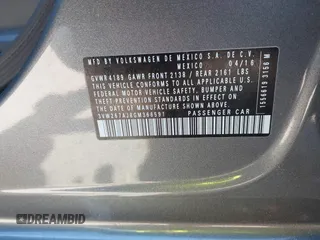 MFD BY VOLKSWAGEN DE MEXICO S.A. DE C.V.
MEXICO 04/16
GVWR 4189 GAWR FRONT 2138 / REAR 2161 LBS
THIS VEHICLE CONFORMS TO ALL APPLICABLE
FEDERAL MOTOR VEHICLE SAFETY, BUMPER AND
THEFT PREVENTION STANDARDS IN EFFECT ON
THE DATE OF MANUFACTURE SHOWN ABOVE.
PASSENGER CAR
DREAMBID